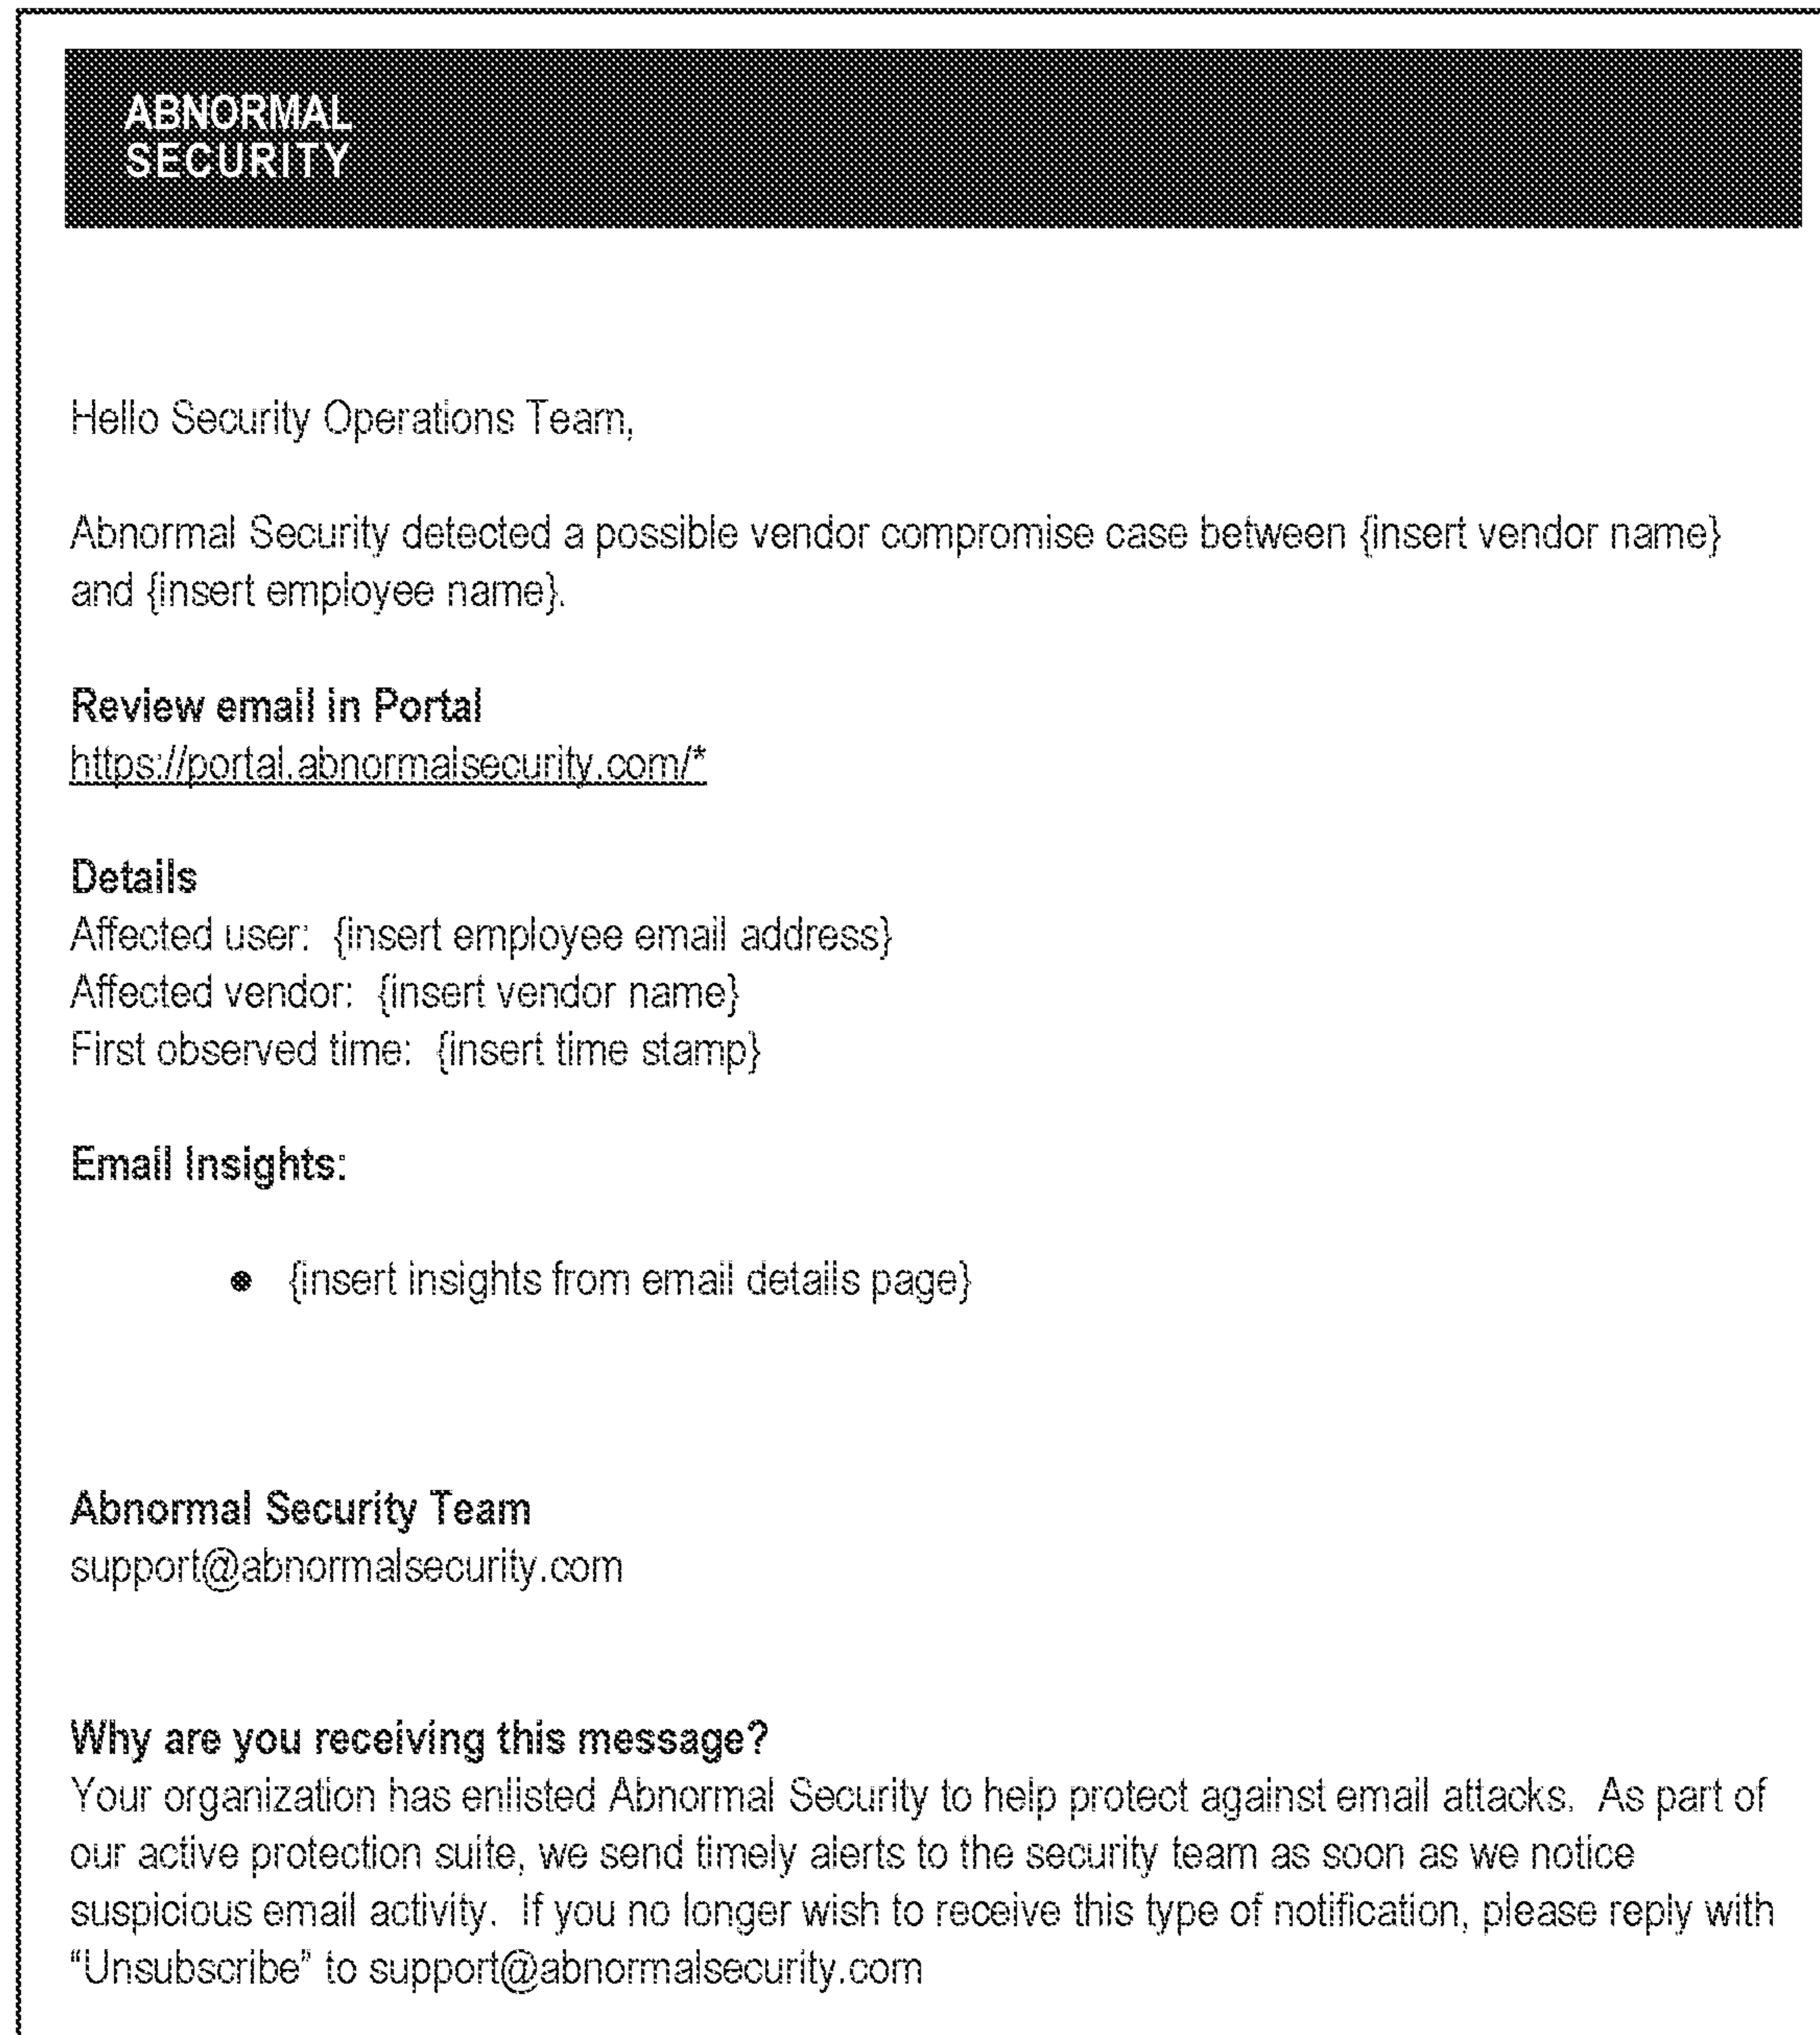 ABNORMAL
SECURITY
Hello Security Operations Team,
Abnormal Security detected a possible vendor compromise case between {insert vendor name}
and {insert employee name}.
Review email in Portal
https://portal.abnormalsecurity.com/*
Details
Affected user: {insert employee email address}
Affected vendor: {insert vendor name}
First observed time: {insert time stamp}
Email Insights:
● {insert insights from email details page}
Abnormal Security Team
support@abnormalsecurity.com
Why are you receiving this message?
Your organization has enlisted Abnormal Security to help protect against email attacks. As part of
our active protection suite, we send timely alerts to the security team as soon as we notice
suspicious email activity. If you no longer wish to receive this type of notification, please reply with
“Unsubscribe” to support@abnormalsecurity.com